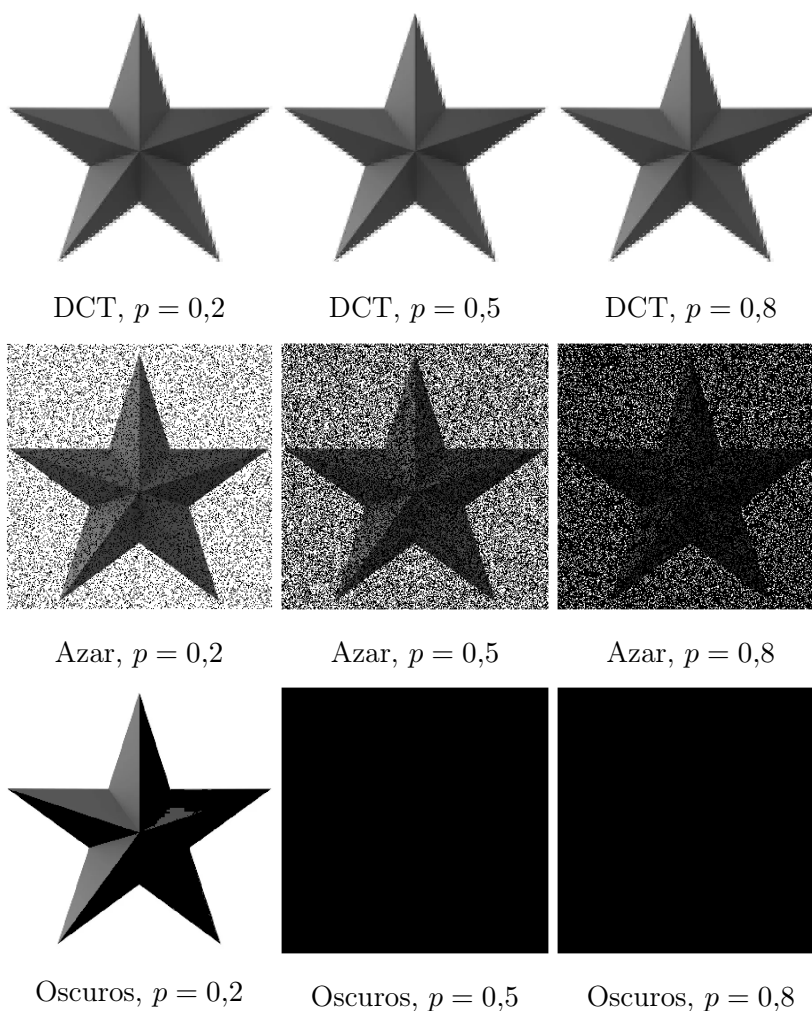 DCT, p = 0,2 DCT, p = 0,5 DCT, p = 0,8
Azar, p = 0,2 Azar, p = 0,5 Azar, p = 0,8
Oscuros, p = 0,2 Oscuros, p = 0,5 Oscuros, p = 0,8